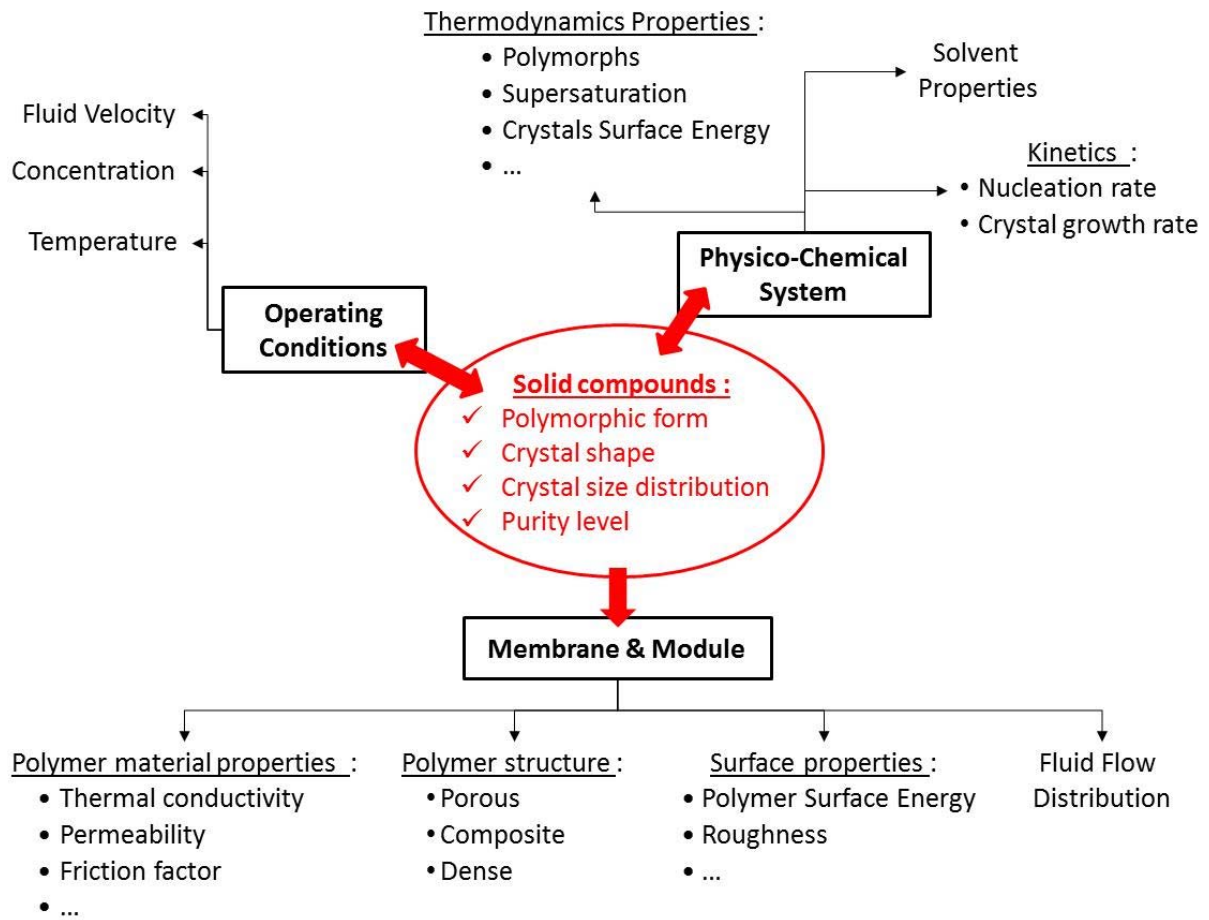 Thermodynamics Properties :
• Polymorphs
• Supersaturation
• Crystals Surface Energy
• ...
Solvent
Properties
Kinetics :
• Nucleation rate
• Crystal growth rate
Fluid Velocity
Concentration
Temperature
Physico-Chemical
System
Operating
Conditions
Solid compounds :
✓ Polymorphic form
✓ Crystal shape
✓ Crystal size distribution
✓ Purity level
Membrane & Module
Polymer material properties :
• Thermal conductivity
• Permeability
• Friction factor
• ...
Polymer structure :
• Porous
• Composite
• Dense
Surface properties :
• Polymer Surface Energy
• Roughness
• ...
Fluid Flow
Distribution